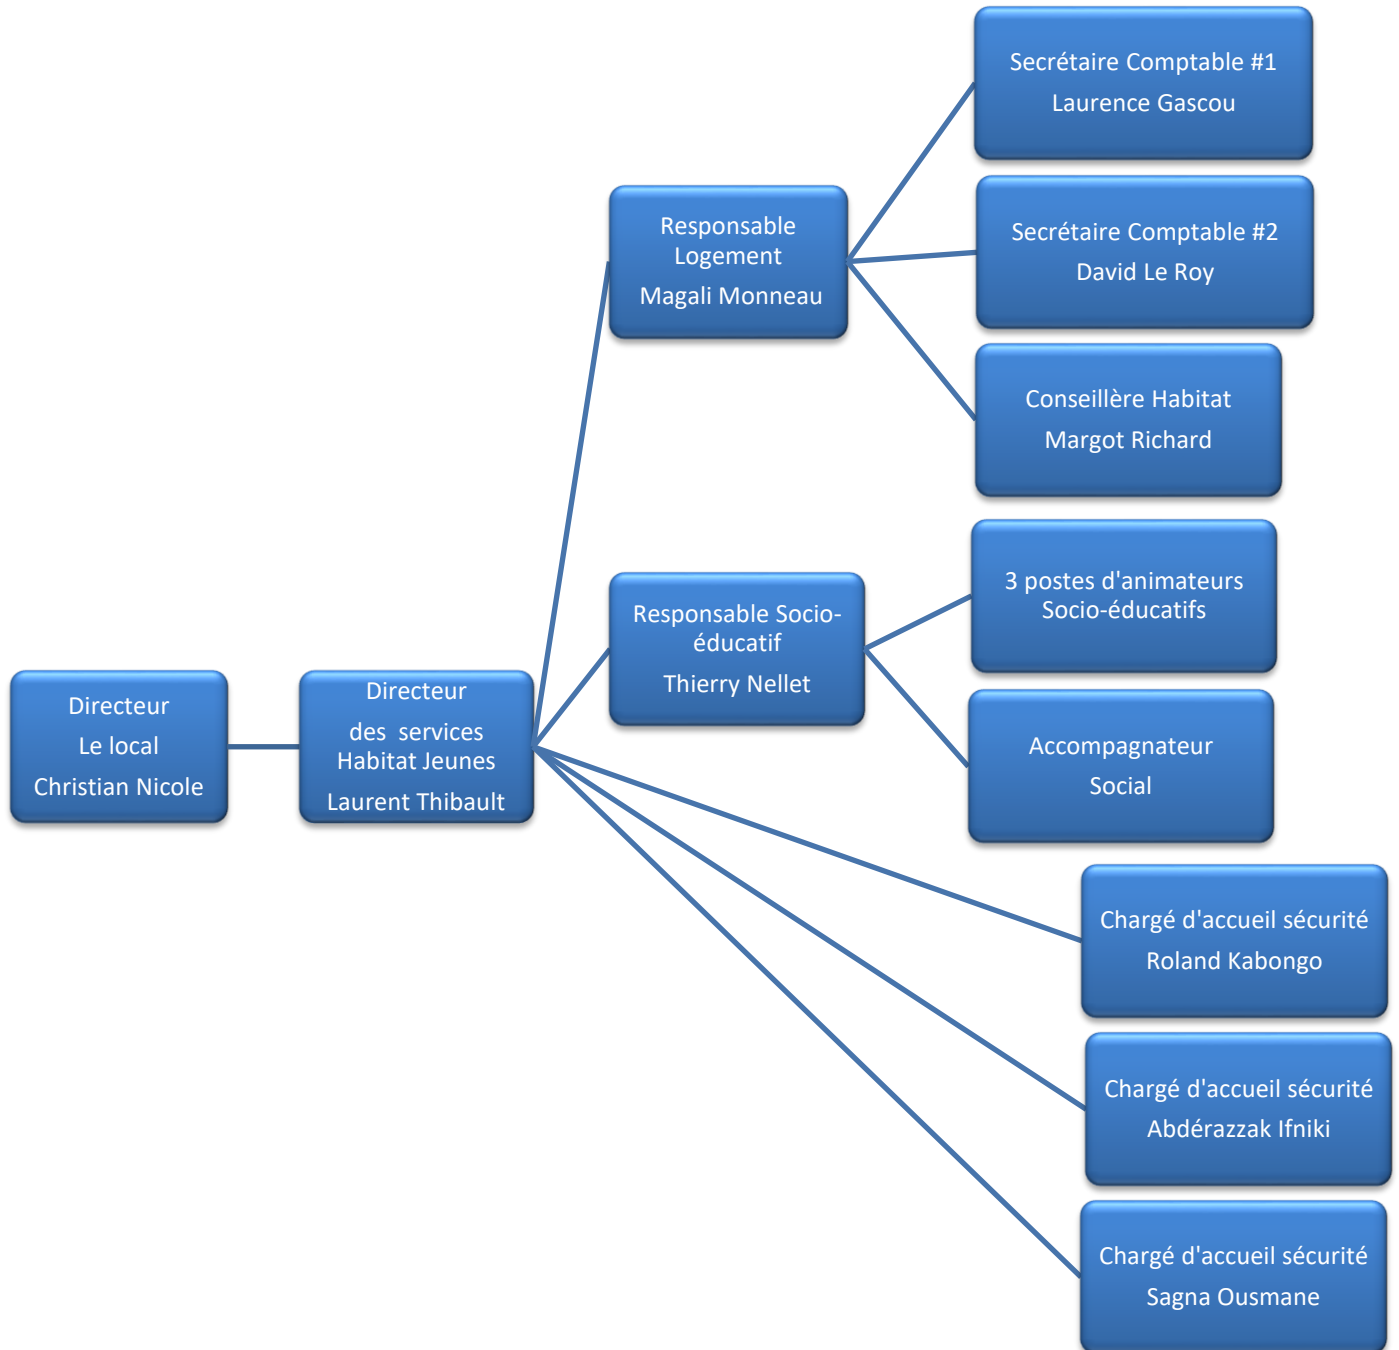 Secrétaire Comptable #1
Laurence Gascou
Responsable
Logement
Magali Monneau
Secrétaire Comptable #2
David Le Roy
Conseillère Habitat
Margot Richard
3 postes d'animateurs
Socio-éducatifs
Responsable Socio-
éducatif
Thierry Nellet
Directeur
Le local
Christian Nicole
Directeur
des services
Habitat Jeunes
Laurent Thibault
Accompagnateur
Social
Chargé d'accueil sécurité
Roland Kabongo
Chargé d'accueil sécurité
Abdérazzak Ifniki
Chargé d'accueil sécurité
Sagna Ousmane